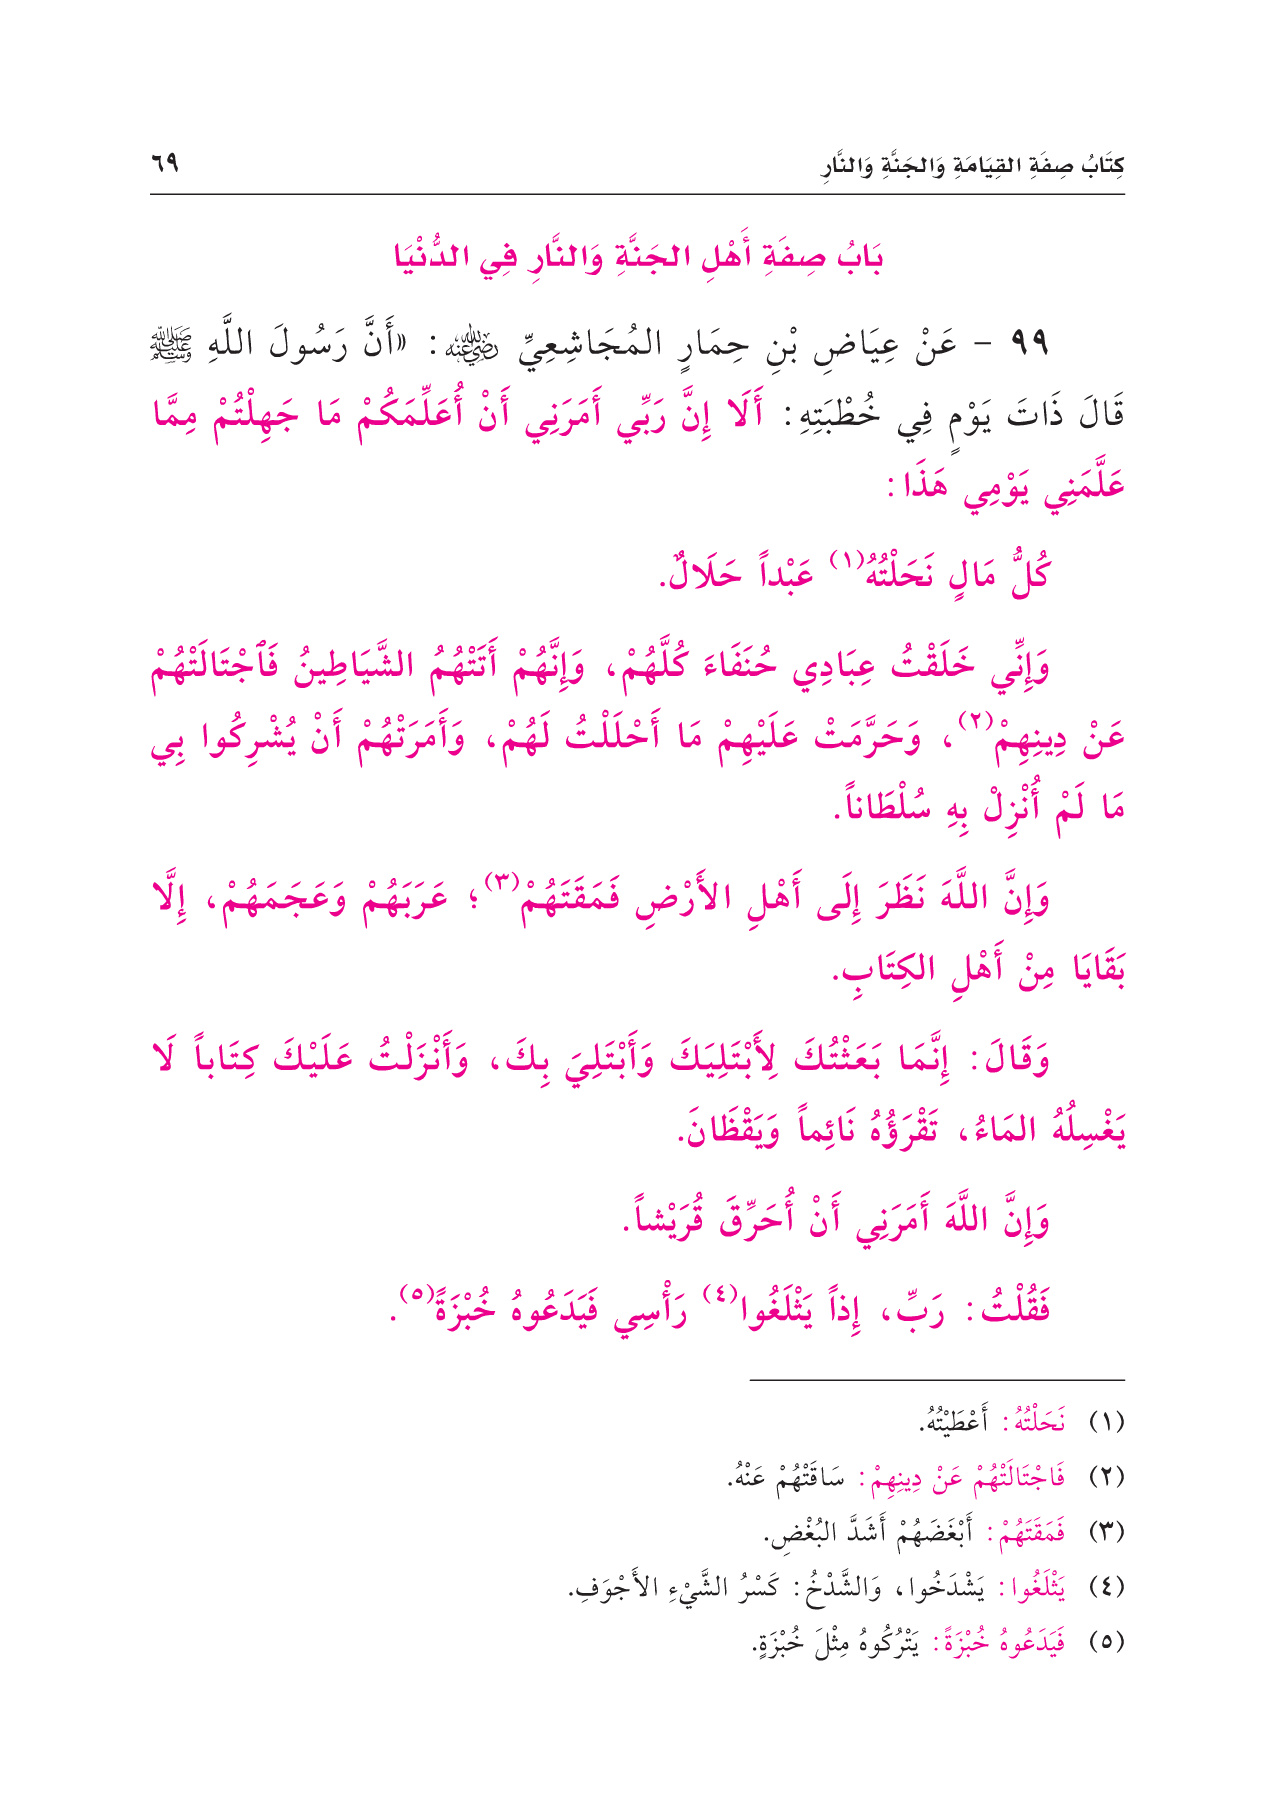 كِتَابُ صِفَةِ القِيَامَةِ وَالجَنَّةِ وَالنَّارِ ٦٩
بَابُ صِفَةِ أَهْلِ الجَنَّةِ وَالنَّارِ فِي الدُّنْيَا
٩٩ - عَنْ عِيَاضِ بْنِ حِمَارٍ المُجَاشِعِيِّ رضي الله عنه: «أَنَّ رَسُولَ اللَّهِ ﷺ
قَالَ ذَاتَ يَوْمٍ فِي خُطْبَتِهِ: أَلَا إِنَّ رَبِّي أَمَرَنِي أَنْ أُعَلِّمَكُمْ مَا جَهِلْتُمْ مِمَّا
عَلَّمَنِي يَوْمِي هَذَا:
كُلُّ مَالٍ نَحَلْتُهُ(١) عَبْداً حَلَالٌ.
وَإِنِّي خَلَقْتُ عِبَادِي حُنَفَاءَ كُلَّهُمْ، وَإِنَّهُمْ أَتَتْهُمُ الشَّيَاطِينُ فَٱجْتَالَتْهُمْ
عَنْ دِينِهِمْ(٢)، وَحَرَّمَتْ عَلَيْهِمْ مَا أَحْلَلْتُ لَهُمْ، وَأَمَرَتْهُمْ أَنْ يُشْرِكُوا بِي
مَا لَمْ أُنْزِلْ بِهِ سُلْطَاناً.
وَإِنَّ اللَّهَ نَظَرَ إِلَى أَهْلِ الأَرْضِ فَمَقَتَهُمْ(٣)؛ عَرَبَهُمْ وَعَجَمَهُمْ، إِلَّا
بَقَايَا مِنْ أَهْلِ الكِتَابِ.
وَقَالَ: إِنَّمَا بَعَثْتُكَ لِأَبْتَلِيَكَ وَأَبْتَلِيَ بِكَ، وَأَنْزَلْتُ عَلَيْكَ كِتَاباً لَا
يَغْسِلُهُ المَاءُ، تَقْرَؤُهُ نَائِماً وَيَقْظَانَ.
وَإِنَّ اللَّهَ أَمَرَنِي أَنْ أُحَرِّقَ قُرَيْشاً.
فَقُلْتُ: رَبِّ، إِذاً يَثْلَغُوا(٤) رَأْسِي فَيَدَعُوهُ خُبْزَةً(٥).
(١) نَحَلْتُهُ: أَعْطَيْتُهُ.
(٢) فَاجْتَالَتْهُمْ عَنْ دِينِهِمْ: سَاقَتْهُمْ عَنْهُ.
(٣) فَمَقَتَهُمْ: أَبْغَضَهُمْ أَشَدَّ البُغْضِ.
(٤) يَثْلَغُوا: يَشْدَخُوا، وَالشَّدْخُ: كَسْرُ الشَّيْءِ الأَجْوَفِ.
(٥) فَيَدَعُوهُ خُبْزَةً: يَتْرُكُوهُ مِثْلَ خُبْزَةٍ.